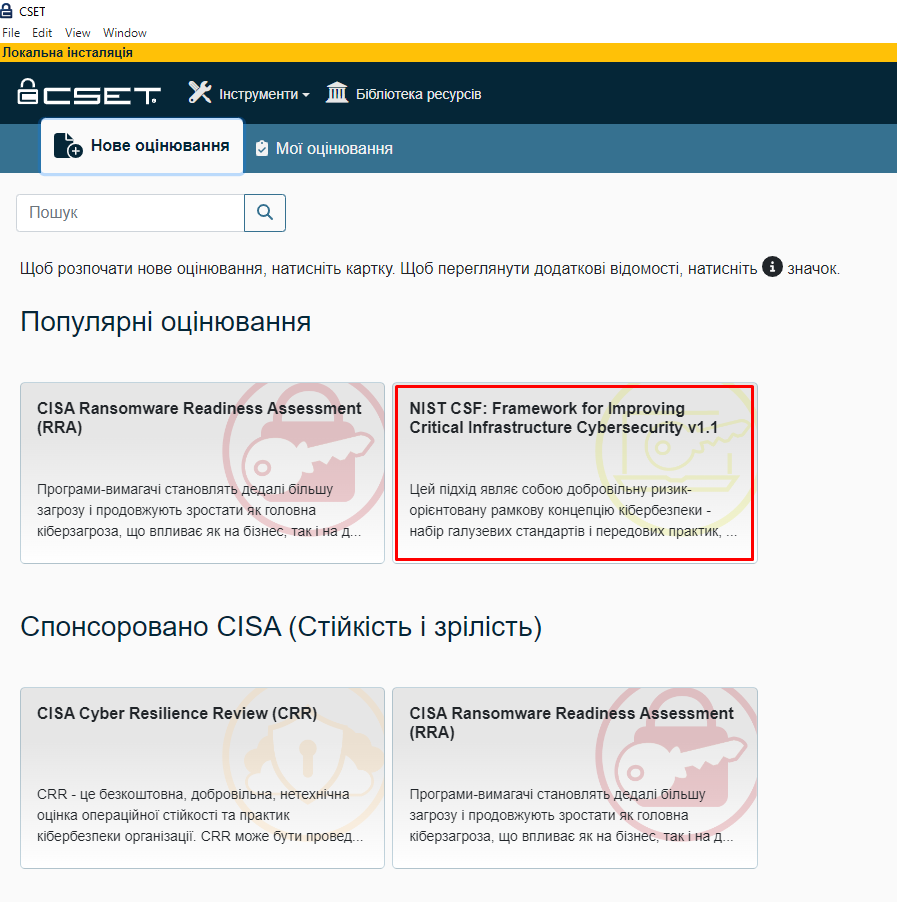 CSET
File Edit View Window
Локальна інсталяція
CSET Інструменти Бібліотека ресурсів
Нове оцінювання Мої оцінювання
Пошук
Щоб розпочати нове оцінювання, натисніть картку. Щоб переглянути додаткові відомості, натисніть значок.
Популярні оцінювання
CISA Ransomware Readiness Assessment
(RRA)
Програми-вимагачі становлять дедалі більшу
загрозу і продовжують зростати як головна
кіберзагроза, що впливає як на бізнес, так і на д...
NIST CSF: Framework for Improving
Critical Infrastructure Cybersecurity v1.1
Цей підхід являє собою добровільну ризик-
орієнтовану рамкову концепцію кібербезпеки -
набір галузевих стандартів і передових практик, ...
Спонсоровано CISA (Стійкість і зрілість)
CISA Cyber Resilience Review (CRR)
CRR - це безкоштовна, добровільна, нетехнічна
оцінка операційної стійкості та практик
кібербезпеки організації. CRR може бути провед...
CISA Ransomware Readiness Assessment
(RRA)
Програми-вимагачі становлять дедалі більшу
загрозу і продовжують зростати як головна
кіберзагроза, що впливає як на бізнес, так і на д...